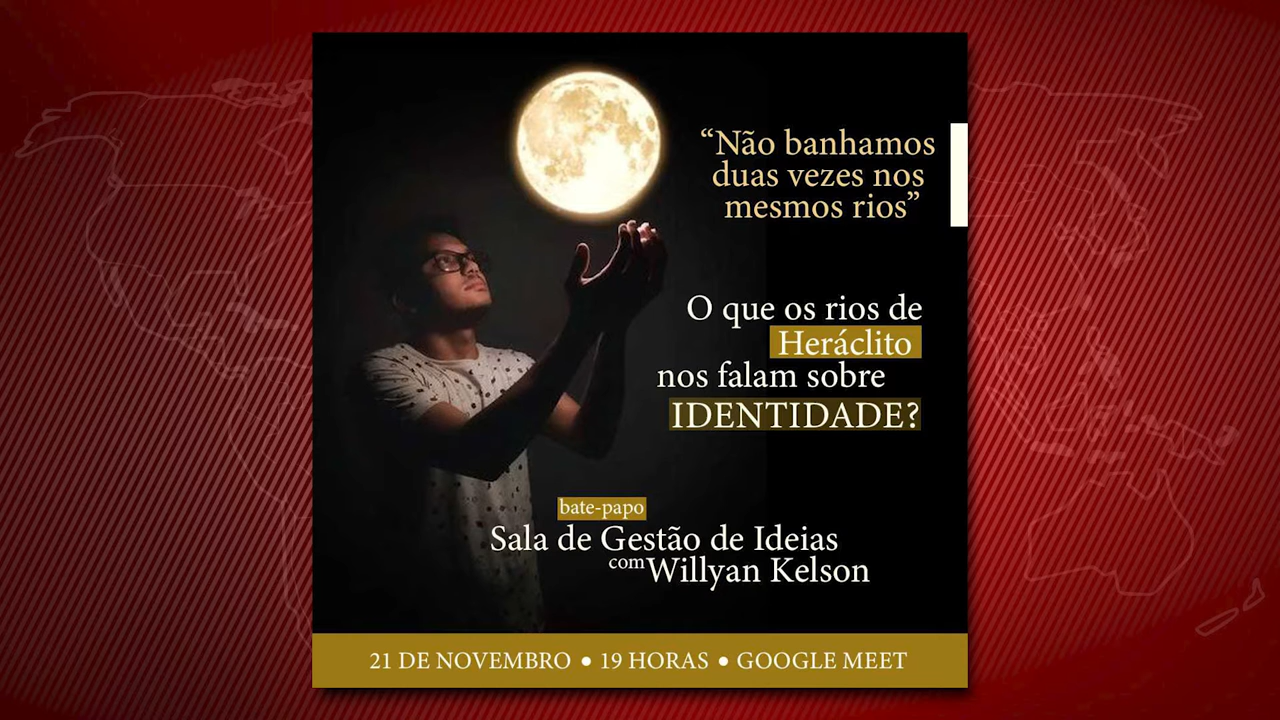 “Não banhamos
duas vezes nos
mesmos rios”
O que os rios de
Heráclito
nos falam sobre
IDENTIDADE?
bate-papo
Sala de Gestão de Ideias
com Willyan Kelson
21 DE NOVEMBRO • 19 HORAS • GOOGLE MEET